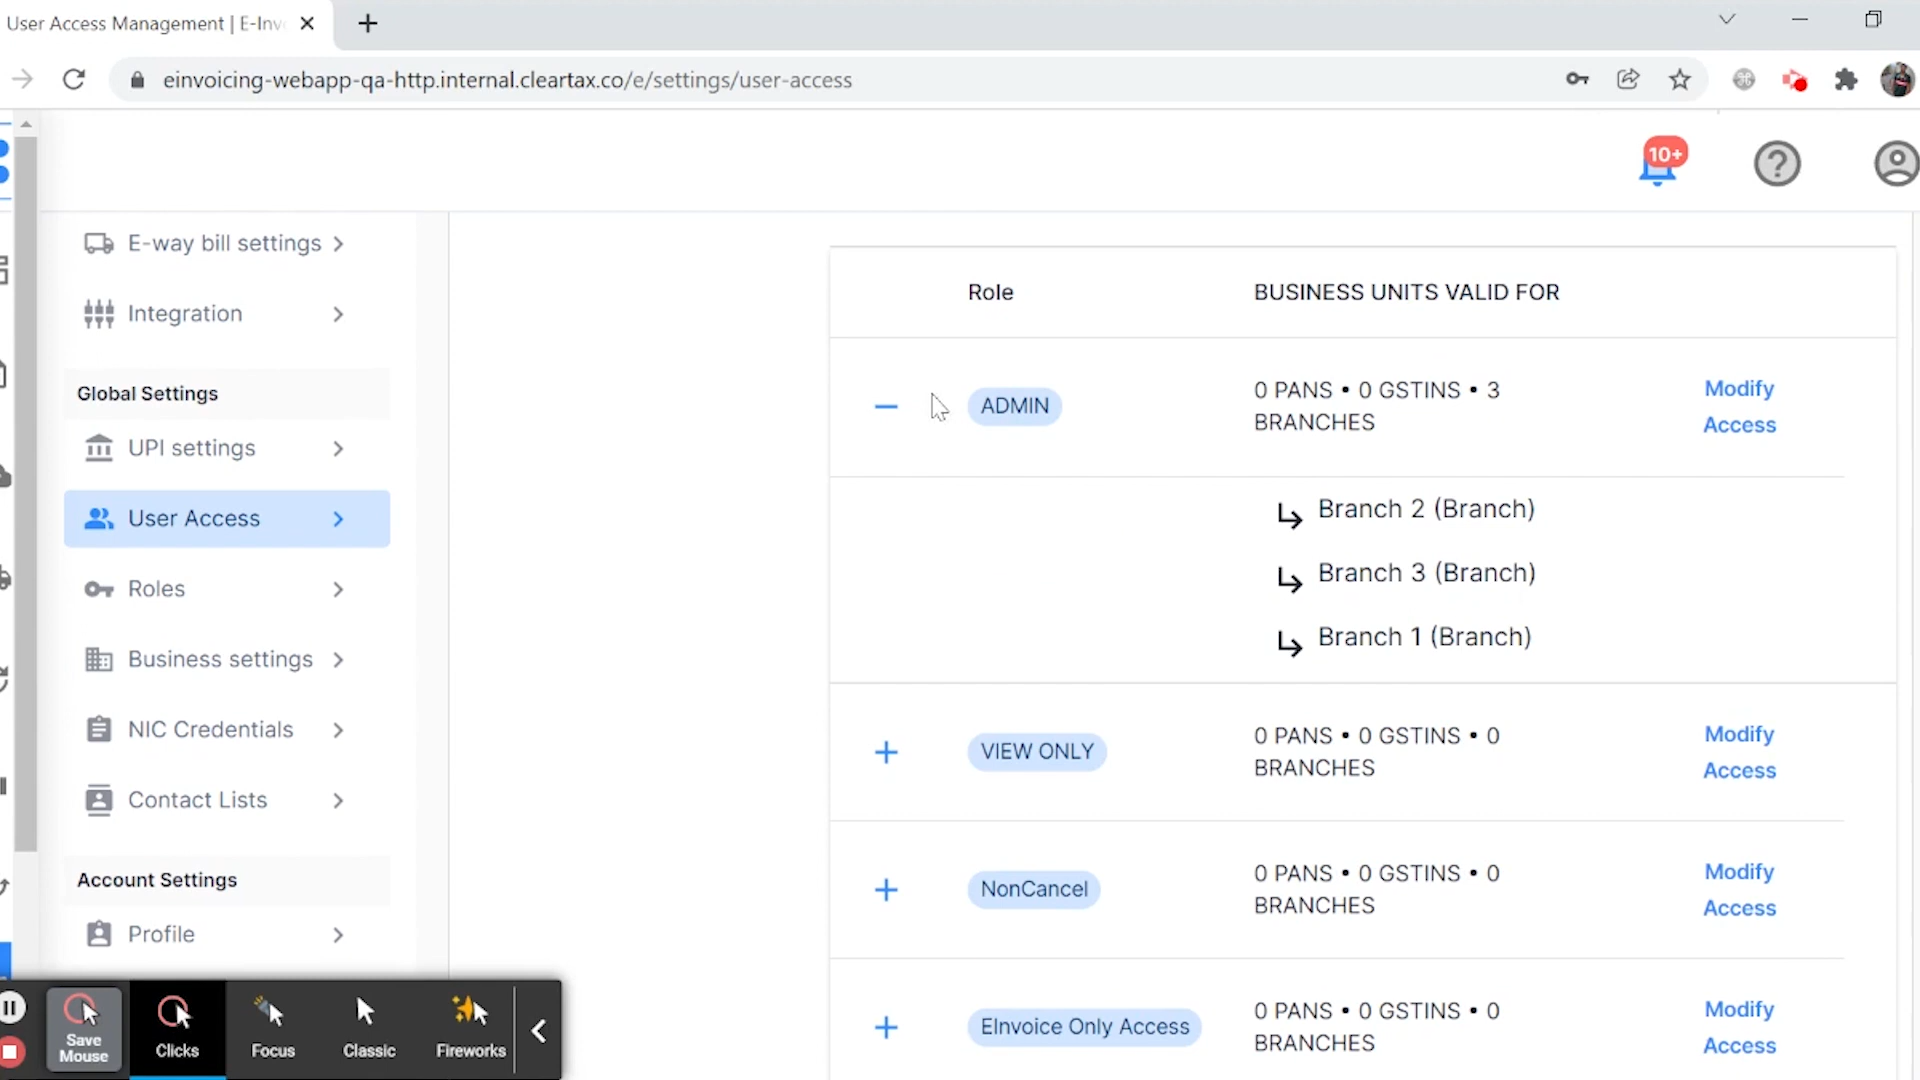 User Access Management | E-Inv
einvoicing-webapp-qa-http.internal.cleartax.co/e/settings/user-access
10+
E-way bill settings
Integration
Global Settings
UPI settings
User Access
Roles
Business settings
NIC Credentials
Contact Lists
Account Settings
Profile
Role BUSINESS UNITS VALID FOR
ADMIN 0 PANS • 0 GSTINS • 3 Modify
BRANCHES Access
Branch 2 (Branch)
Branch 3 (Branch)
Branch 1 (Branch)
VIEW ONLY 0 PANS • 0 GSTINS • 0 Modify
BRANCHES Access
NonCancel 0 PANS • 0 GSTINS • 0 Modify
BRANCHES Access
EInvoice Only Access 0 PANS • 0 GSTINS • 0 Modify
BRANCHES Access
Save
Mouse
Clicks
Focus
Classic
Fireworks